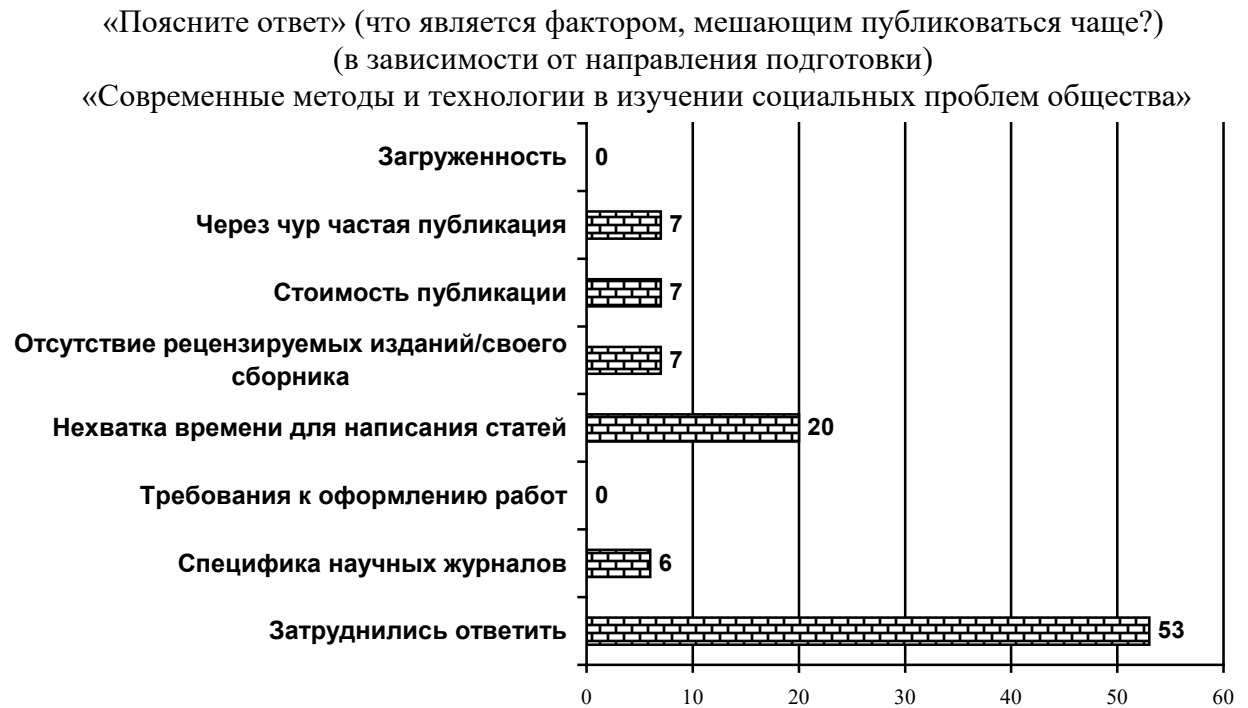 «Поясните ответ» (что является фактором, мешающим публиковаться чаще?)
(в зависимости от направления подготовки)
«Современные методы и технологии в изучении социальных проблем общества»
Загруженность 0
Через чур частая публикация 7
Стоимость публикации 7
Отсутствие рецензируемых изданий/своего
сборника 7
Нехватка времени для написания статей 20
Требования к оформлению работ 0
Специфика научных журналов 6
Затруднились ответить 53
0 10 20 30 40 50 60